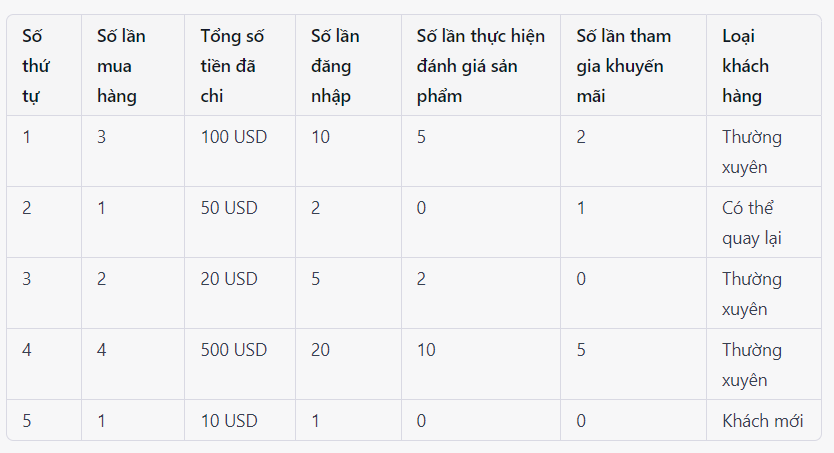 Số thứ tự | Số lần mua hàng | Tổng số tiền đã chi | Số lần đăng nhập | Số lần thực hiện đánh giá sản phẩm | Số lần tham gia khuyến mãi | Loại khách hàng
1 | 3 | 100 USD | 10 | 5 | 2 | Thường xuyên
2 | 1 | 50 USD | 2 | 0 | 1 | Có thể quay lại
3 | 2 | 20 USD | 5 | 2 | 0 | Thường xuyên
4 | 4 | 500 USD | 20 | 10 | 5 | Thường xuyên
5 | 1 | 10 USD | 1 | 0 | 0 | Khách mới